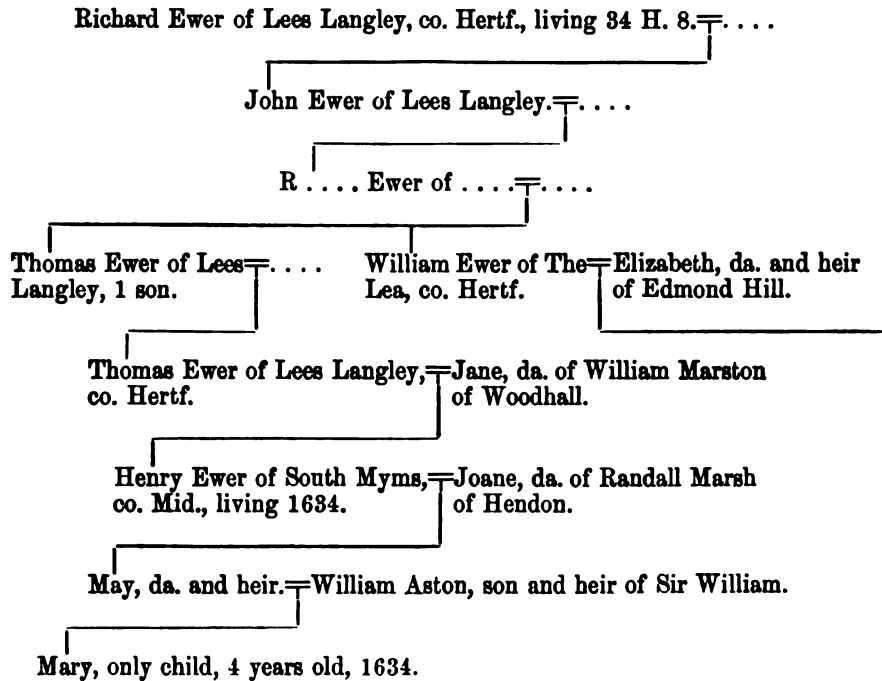 Richard Ewer of Lees Langley, co. Hertf., living 34 H. 8.=. . . .
John Ewer of Lees Langley.=. . . .
R . . . . Ewer of . . . .=. . . .
Thomas Ewer of Lees=. . . .
Langley, 1 son.
William Ewer of The=Elizabeth, da. and heir
Lea, co. Hertf. of Edmond Hill.
Thomas Ewer of Lees Langley,=Jane, da. of William Marston
co. Hertf. of Woodhall.
Henry Ewer of South Myms,=Joane, da. of Randall Marsh
co. Mid., living 1634. of Hendon.
May, da. and heir.=William Aston, son and heir of Sir William.
Mary, only child, 4 years old, 1634.